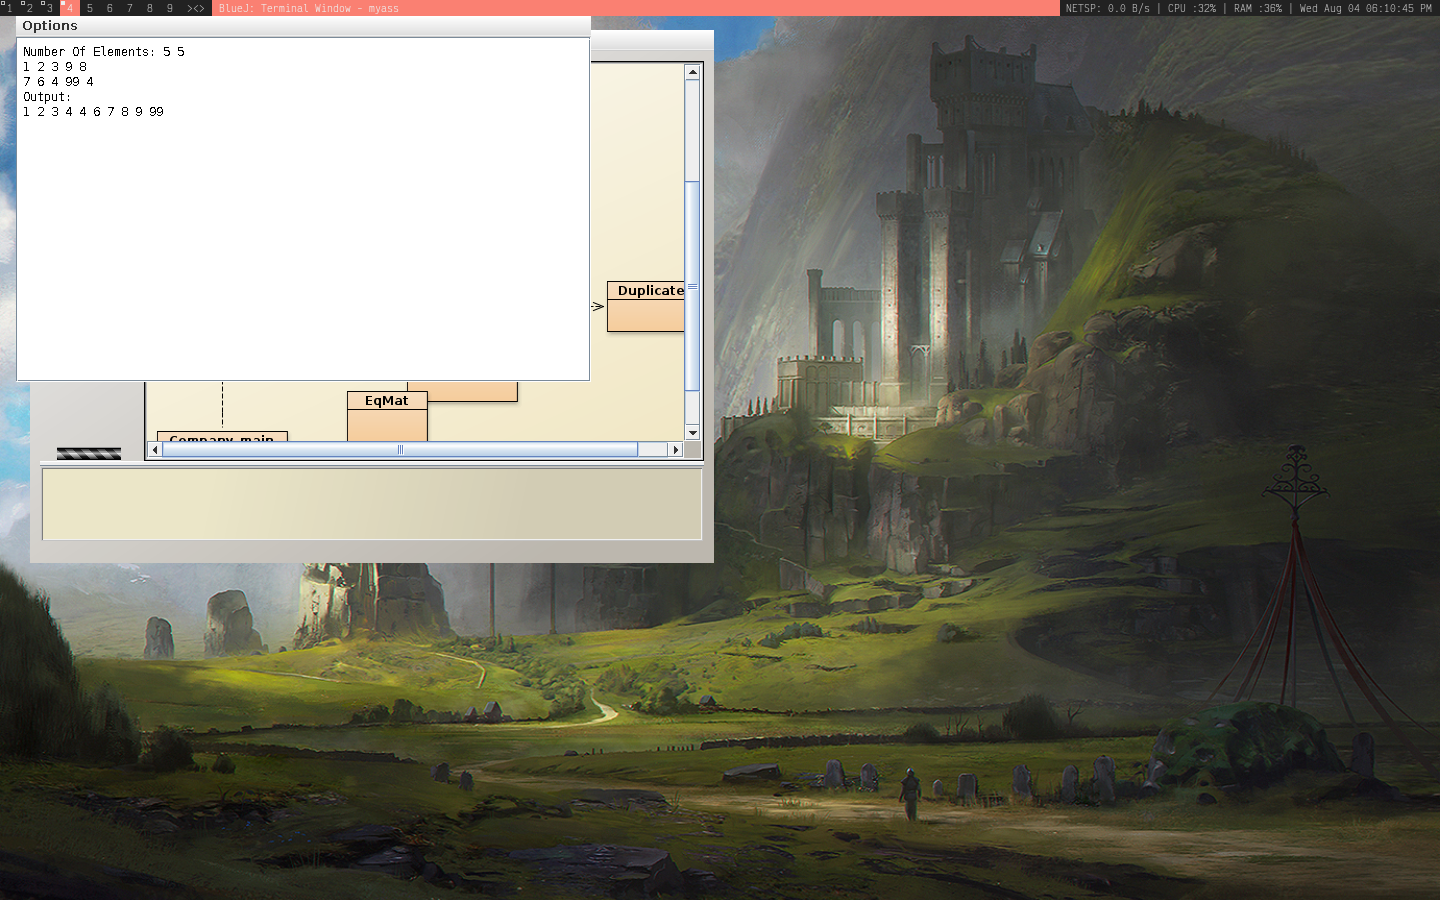 1 2 3 4 5 6 7 8 9 ><> BlueJ: Terminal Window - myass NETSP: 0.0 B/s | CPU :32% | RAM :36% | Wed Aug 04 06:10:45 PM
Options
Number Of Elements: 5 5
1 2 3 9 8
7 6 4 99 4
Output:
1 2 3 4 4 6 7 8 9 99
Duplicate
EqMat
Company_main